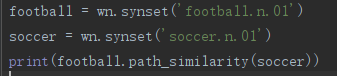 football = wn.synset('football.n.01')
soccer = wn.synset('soccer.n.01')
print(football.path_similarity(soccer))